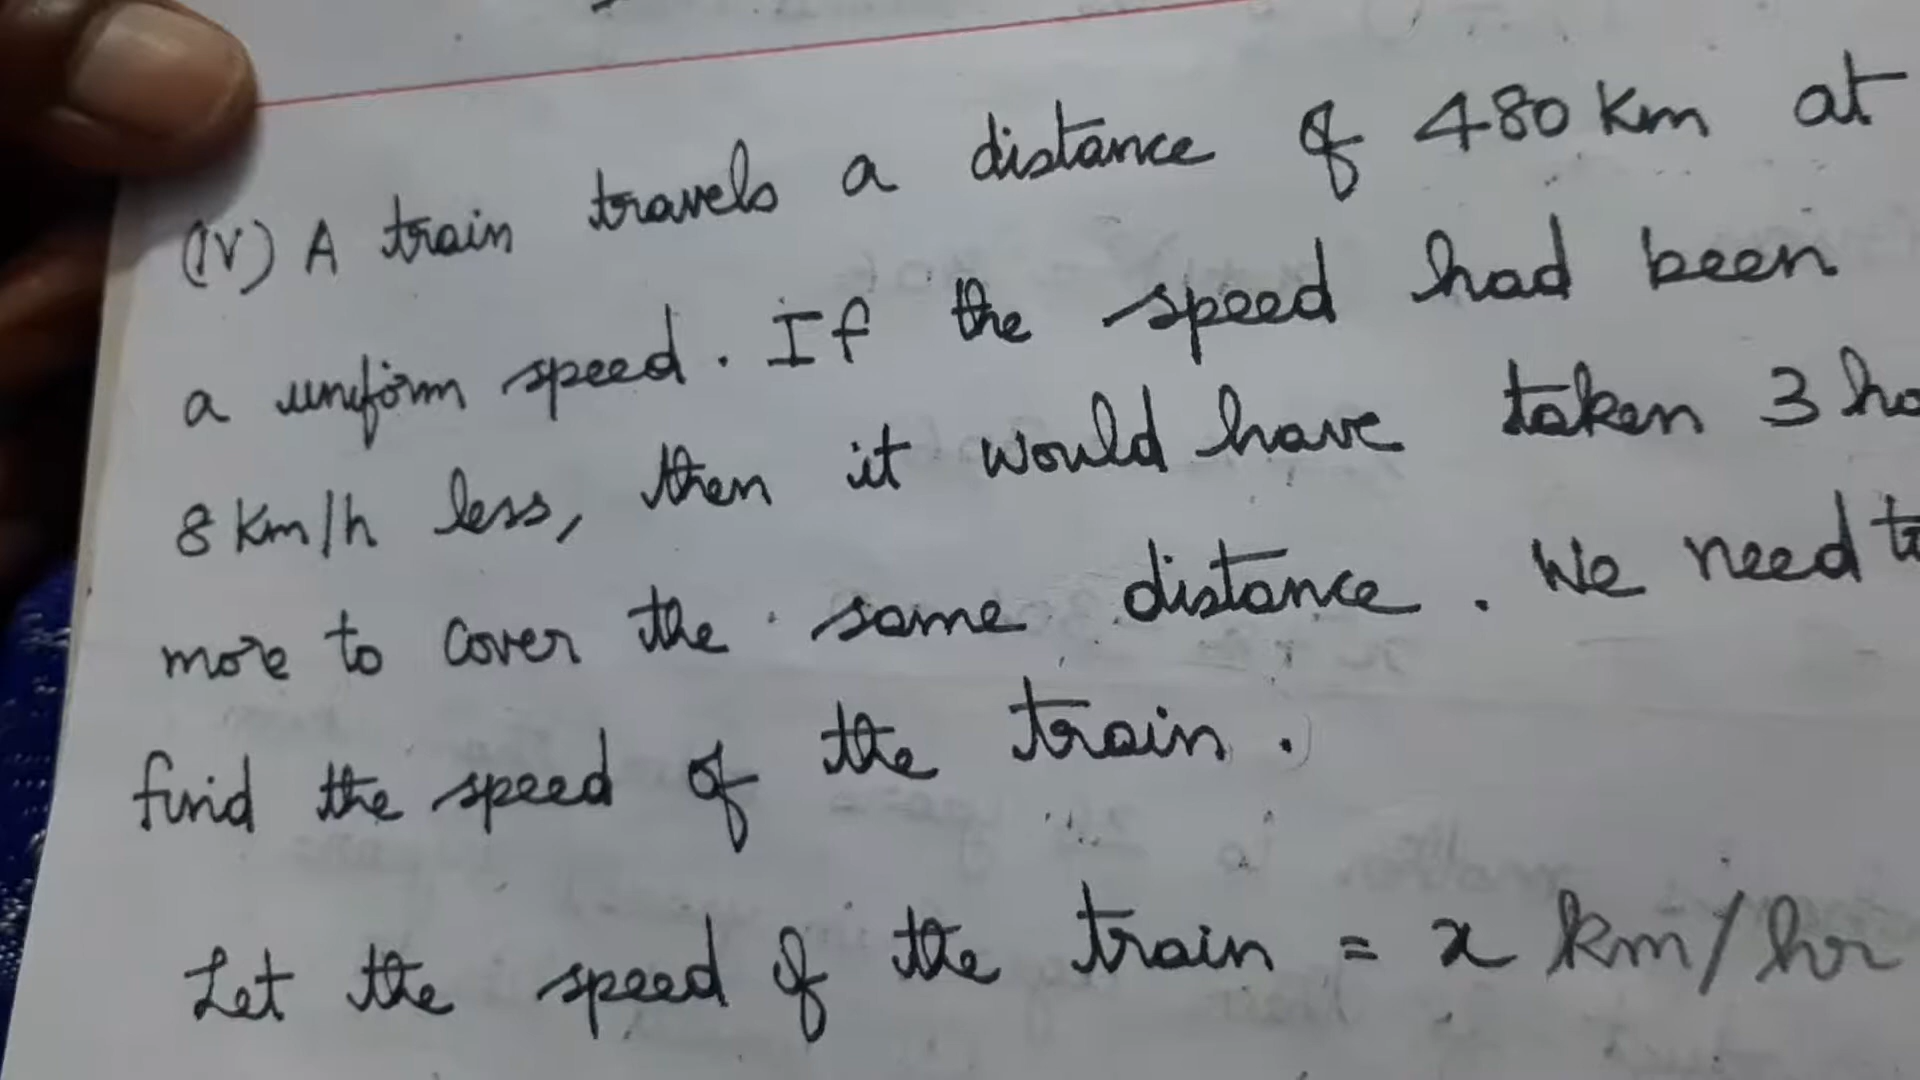 (IV) A train travels a distance of 480 km at
a uniform speed. If the speed had been
8 km/h less, then it would have taken 3 ho
more to cover the same distance. We need to
find the speed of the train.
Let the speed of the train = x km/hr